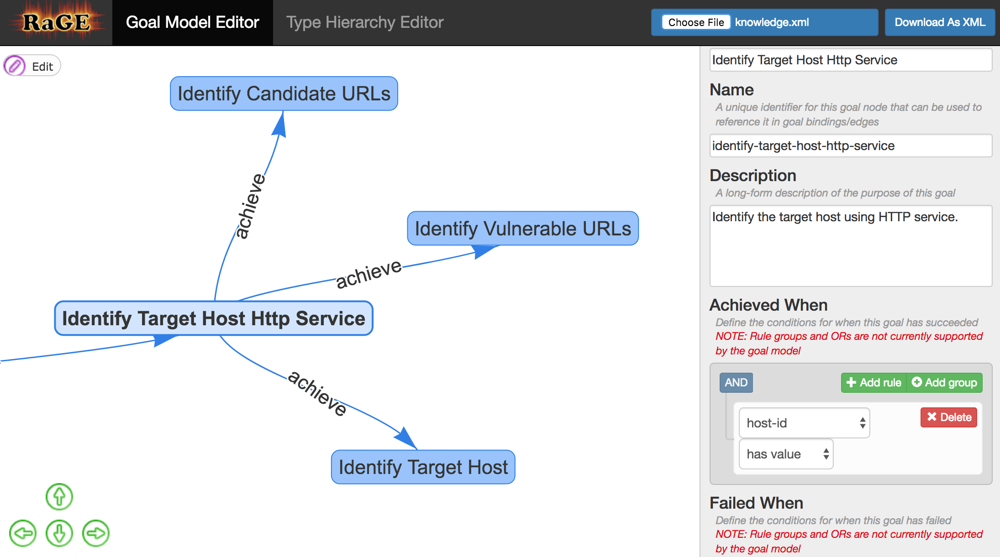 RaGE
Goal Model Editor
Type Hierarchy Editor
Choose File
knowledge.xml
Download As XML
Edit
Identify Candidate URLs
achieve
Identify Vulnerable URLs
achieve
Identify Target Host Http Service
achieve
Identify Target Host
Identify Target Host Http Service
Name
A unique identifier for this goal node that can be used to
reference it in goal bindings/edges
identify-target-host-http-service
Description
A long-form description of the purpose of this goal
Identify the target host using HTTP service.
Achieved When
Define the conditions for when this goal has succeeded
NOTE: Rule groups and ORs are not currently supported
by the goal model
AND
Add rule
Add group
host-id
Delete
has value
Failed When
Define the conditions for when this goal has failed
NOTE: Rule groups and ORs are not currently supported
by the goal model